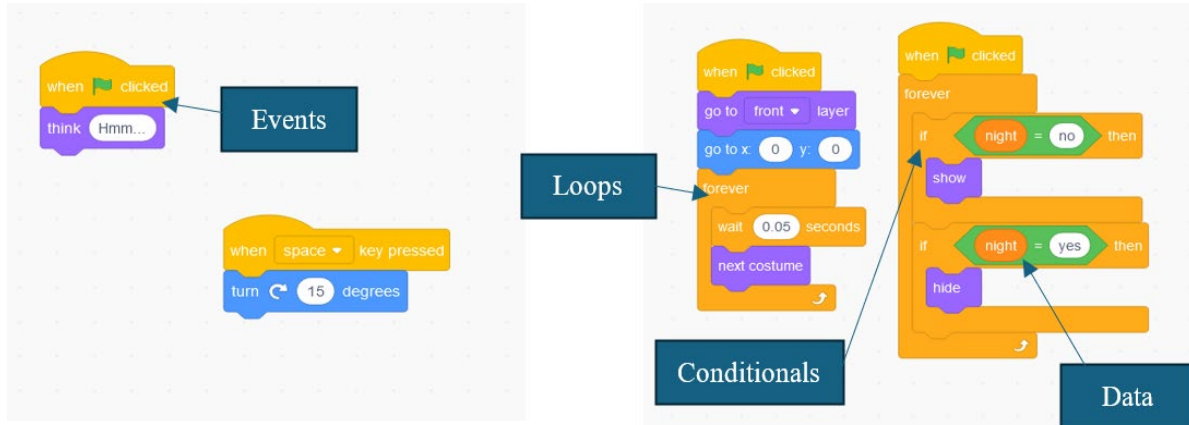 when clicked
think Hmm...
Events
when space key pressed
turn 15 degrees
Loops
when clicked
go to front layer
go to x: 0 y: 0
forever
wait 0.05 seconds
next costume
when clicked
forever
if night = no then
show
if night = yes then
hide
Conditionals
Data